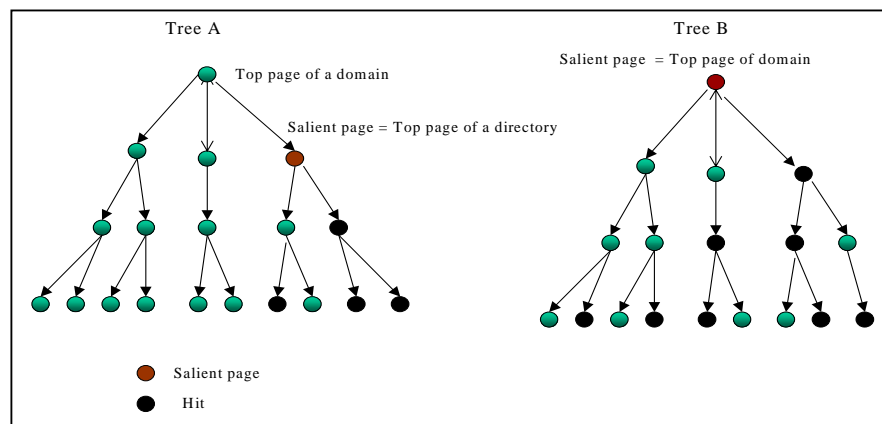 Tree A
Tree B
Top page of a domain
Salient page = Top page of domain
Salient page = Top page of a directory
Salient page
Hit